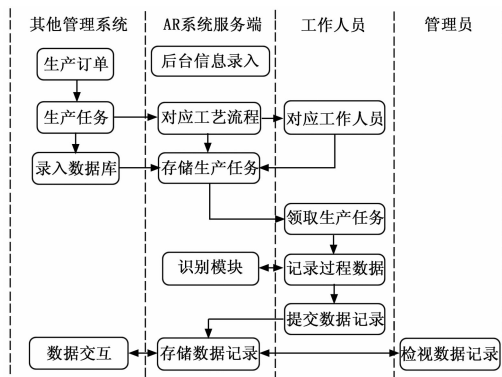 其他管理系统
AR系统服务端
工作人员
管理员
生产订单
后台信息录入
生产任务
对应工艺流程
对应工作人员
录入数据库
存储生产任务
领取生产任务
识别模块
记录过程数据
提交数据记录
数据交互
存储数据记录
检视数据记录